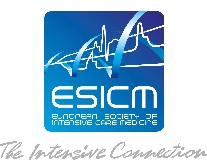 ESICM
EUROPEAN SOCIETY OF
INTENSIVE CARE MEDICINE
The Intensive Connection